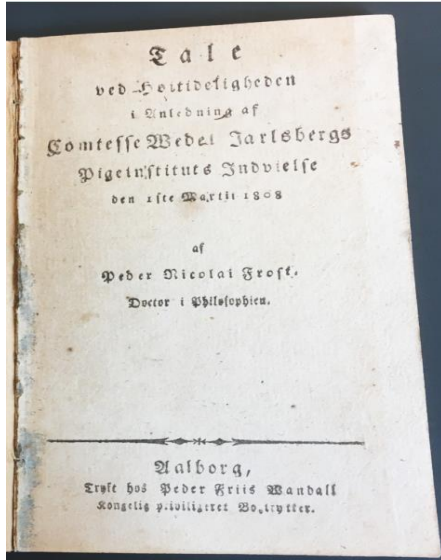 Tale
ved Høitideligheden
i Anledning af
Comtesse Wedel Jarlsbergs
Pigeinstituts Indvielse
den 1ste Martii 1808
af
Peder Nicolai Frost.
Doctor i Philosophien.
Aalborg,
Trykt hos Peder Friis Wandall
Kongelig priviligeret Bogtrykker.